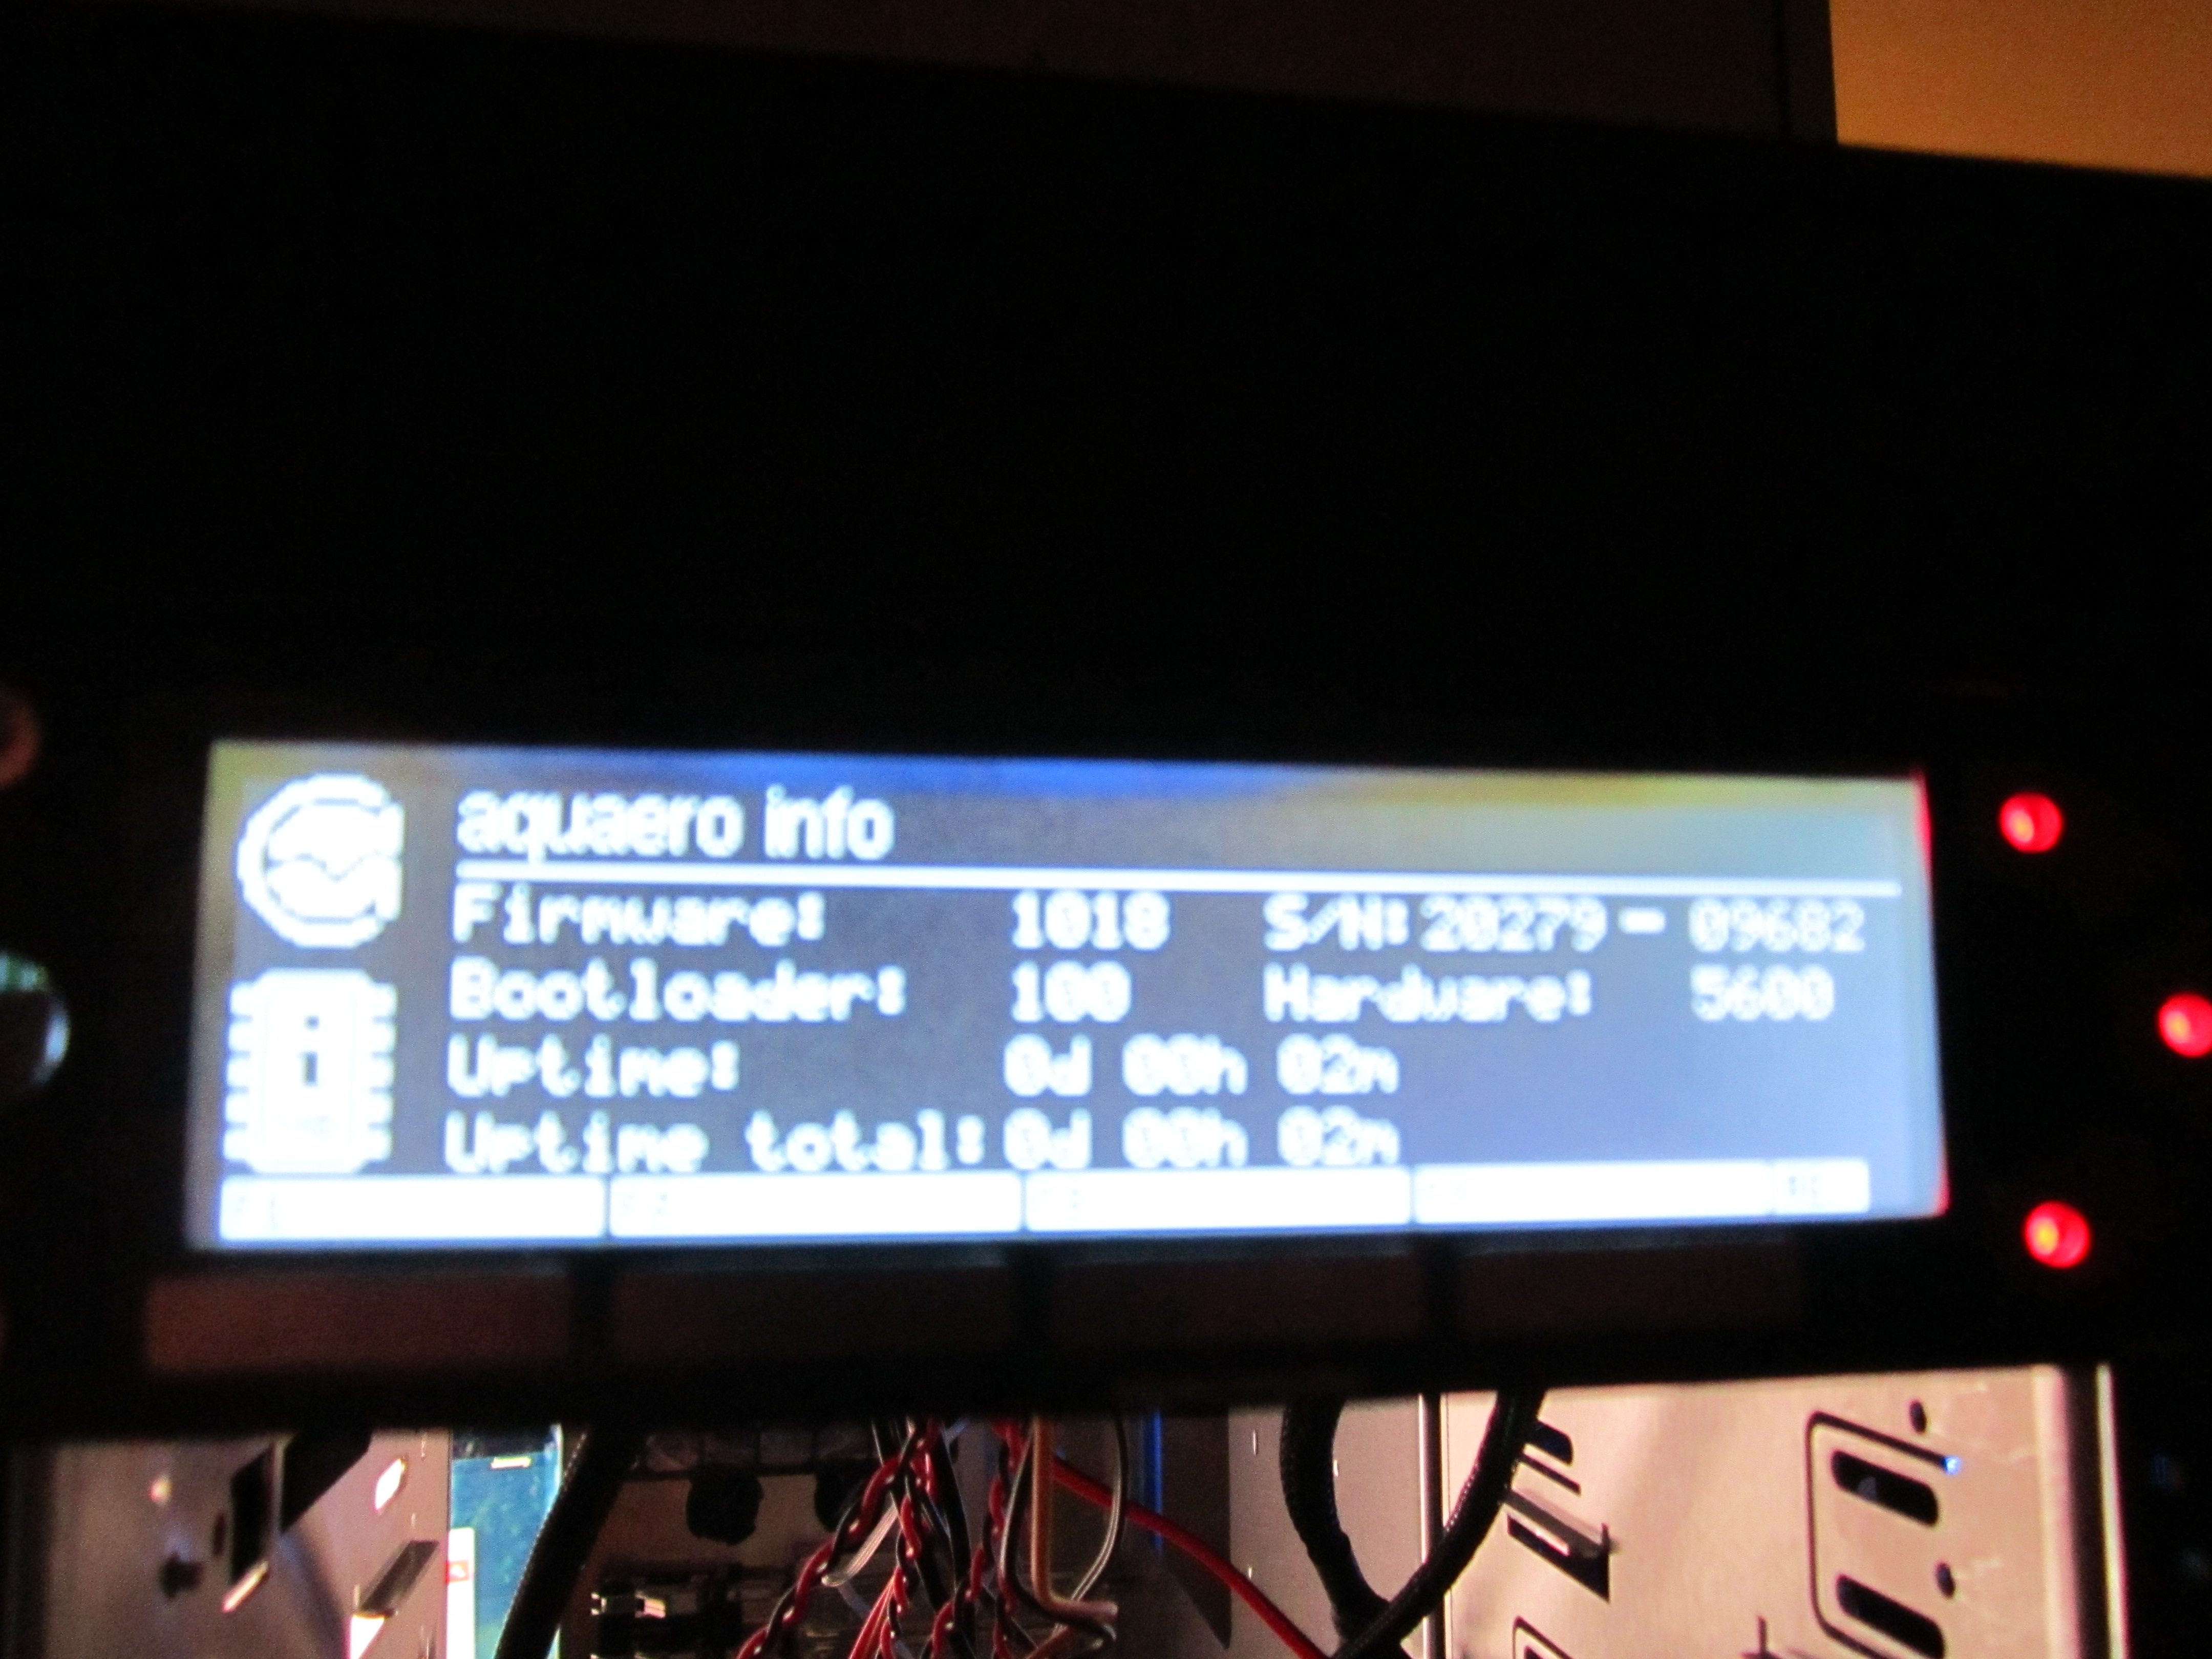 aquaero info
Firmware: 1018 S/N:20279 - 09682
Bootloader: 100 Hardware: 5600
Uptime: 0d 00h 02m
Uptime total: 0d 00h 02m